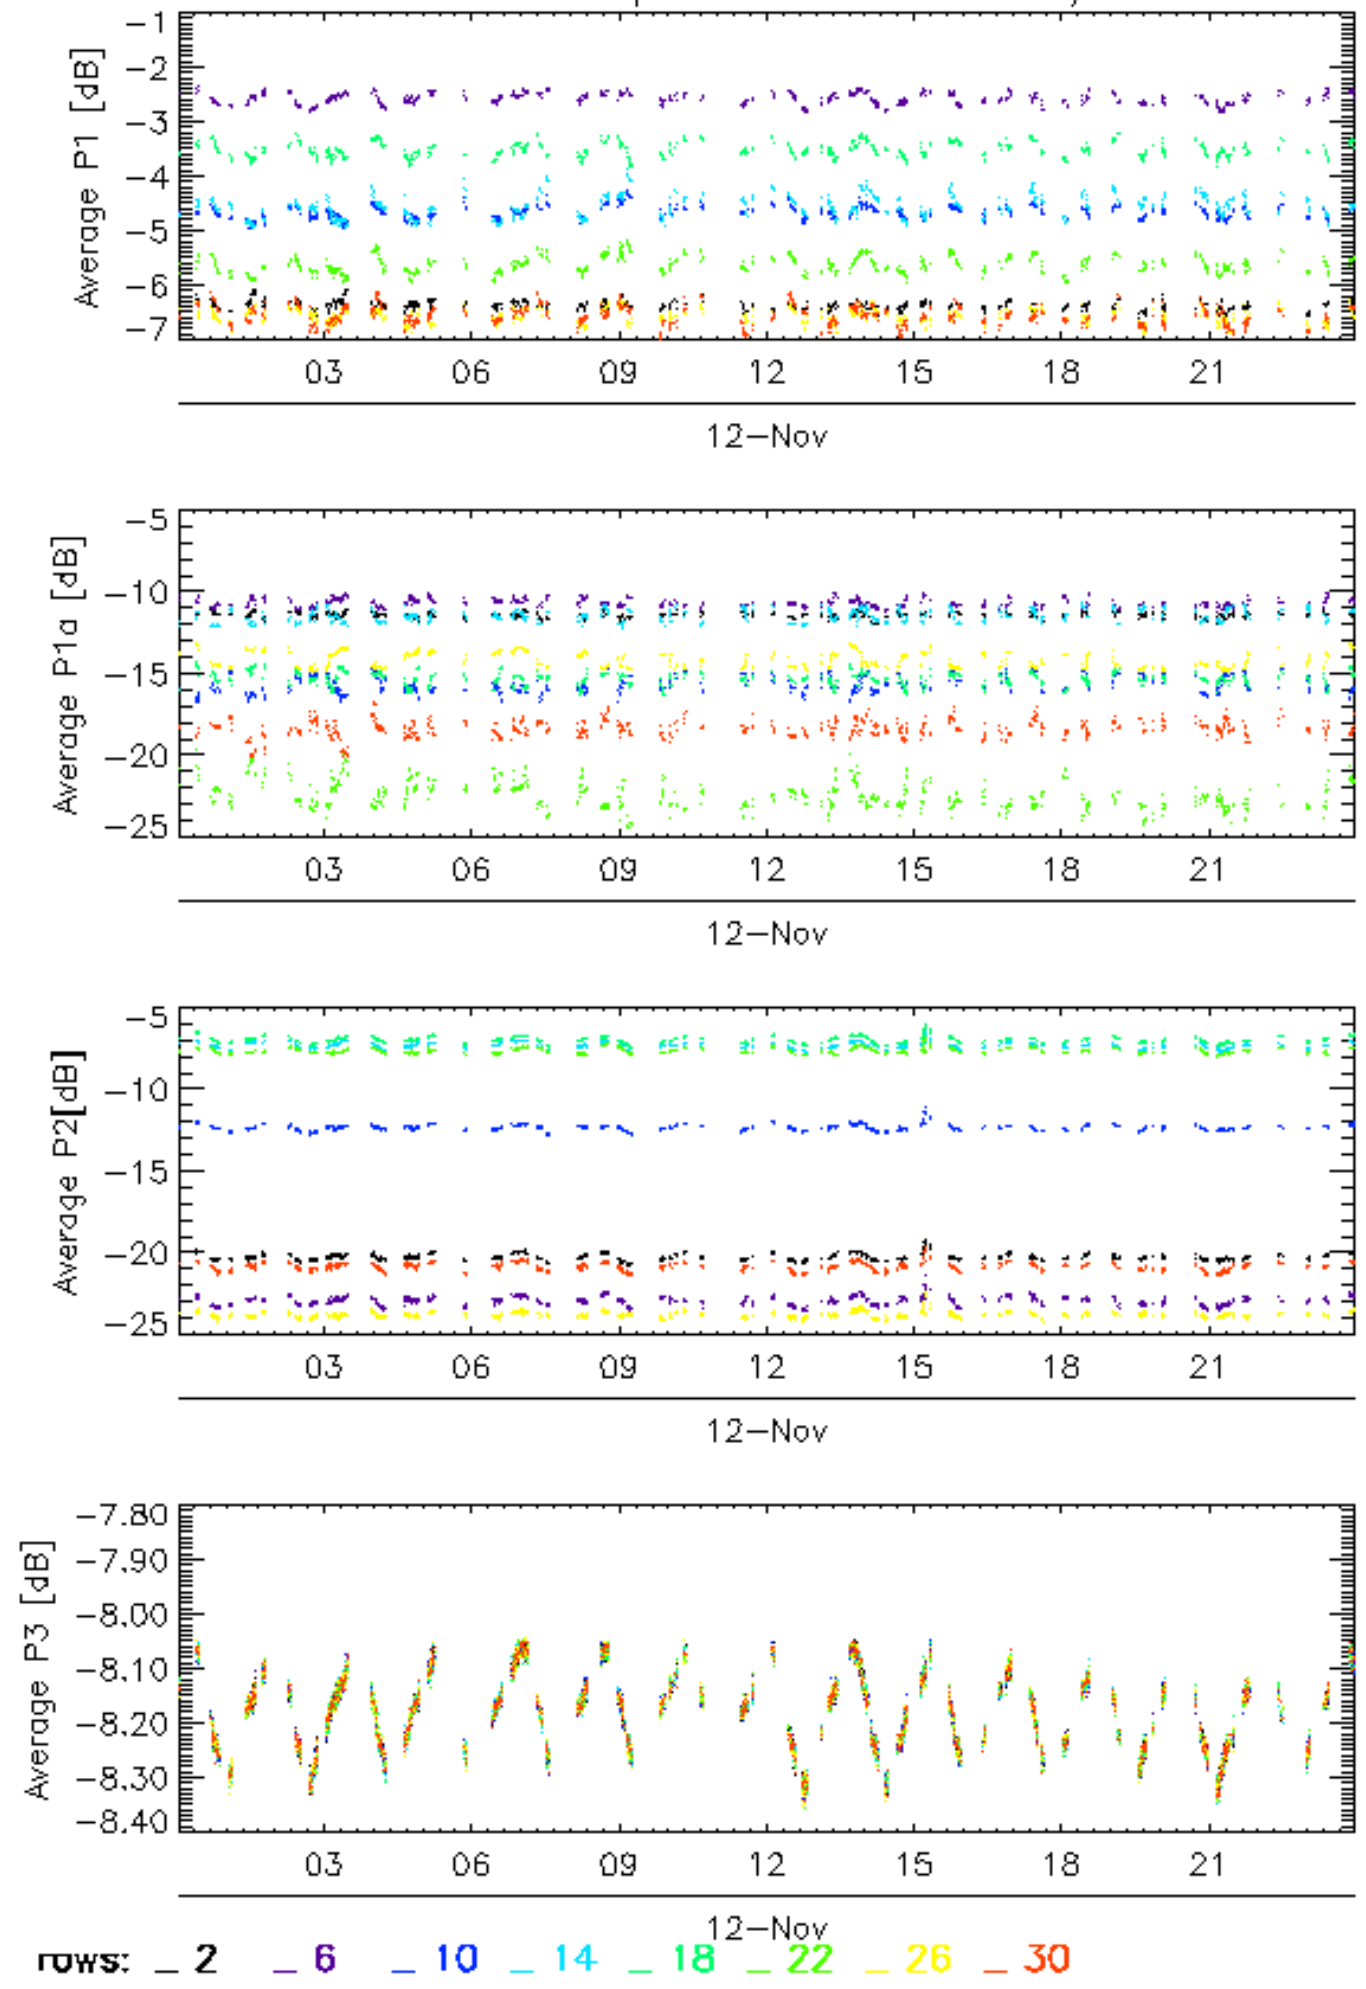 Average P1 [dB]
−1
−2
−3
−4
−5
−6
−7
03 06 09 12 15 18 21
12−Nov
Average P1a [dB]
−5
−10
−15
−20
−25
03 06 09 12 15 18 21
12−Nov
Average P2[dB]
−5
−10
−15
−20
−25
03 06 09 12 15 18 21
12−Nov
Average P3 [dB]
−7.80
−7.90
−8.00
−8.10
−8.20
−8.30
−8.40
03 06 09 12 15 18 21
12−Nov
rows: _ 2 _ 6 _ 10 _ 14 _ 18 _ 22 _ 26 _ 30